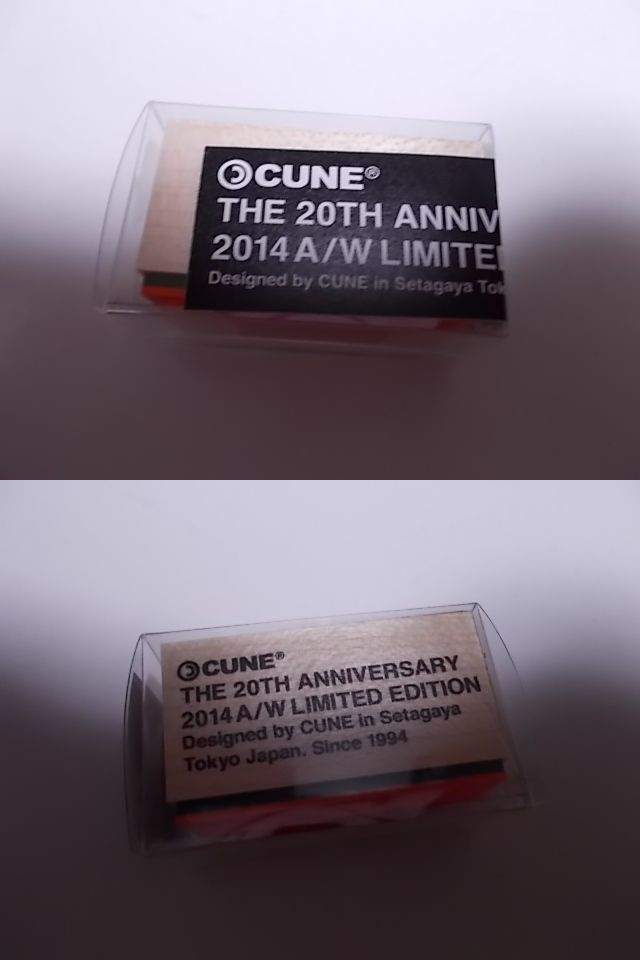 CUNE®
THE 20TH ANNIV
2014 A/W LIMITE
Designed by CUNE in Setagaya Tok
CUNE®
THE 20TH ANNIVERSARY
2014 A/W LIMITED EDITION
Designed by CUNE in Setagaya
Tokyo Japan. Since 1994